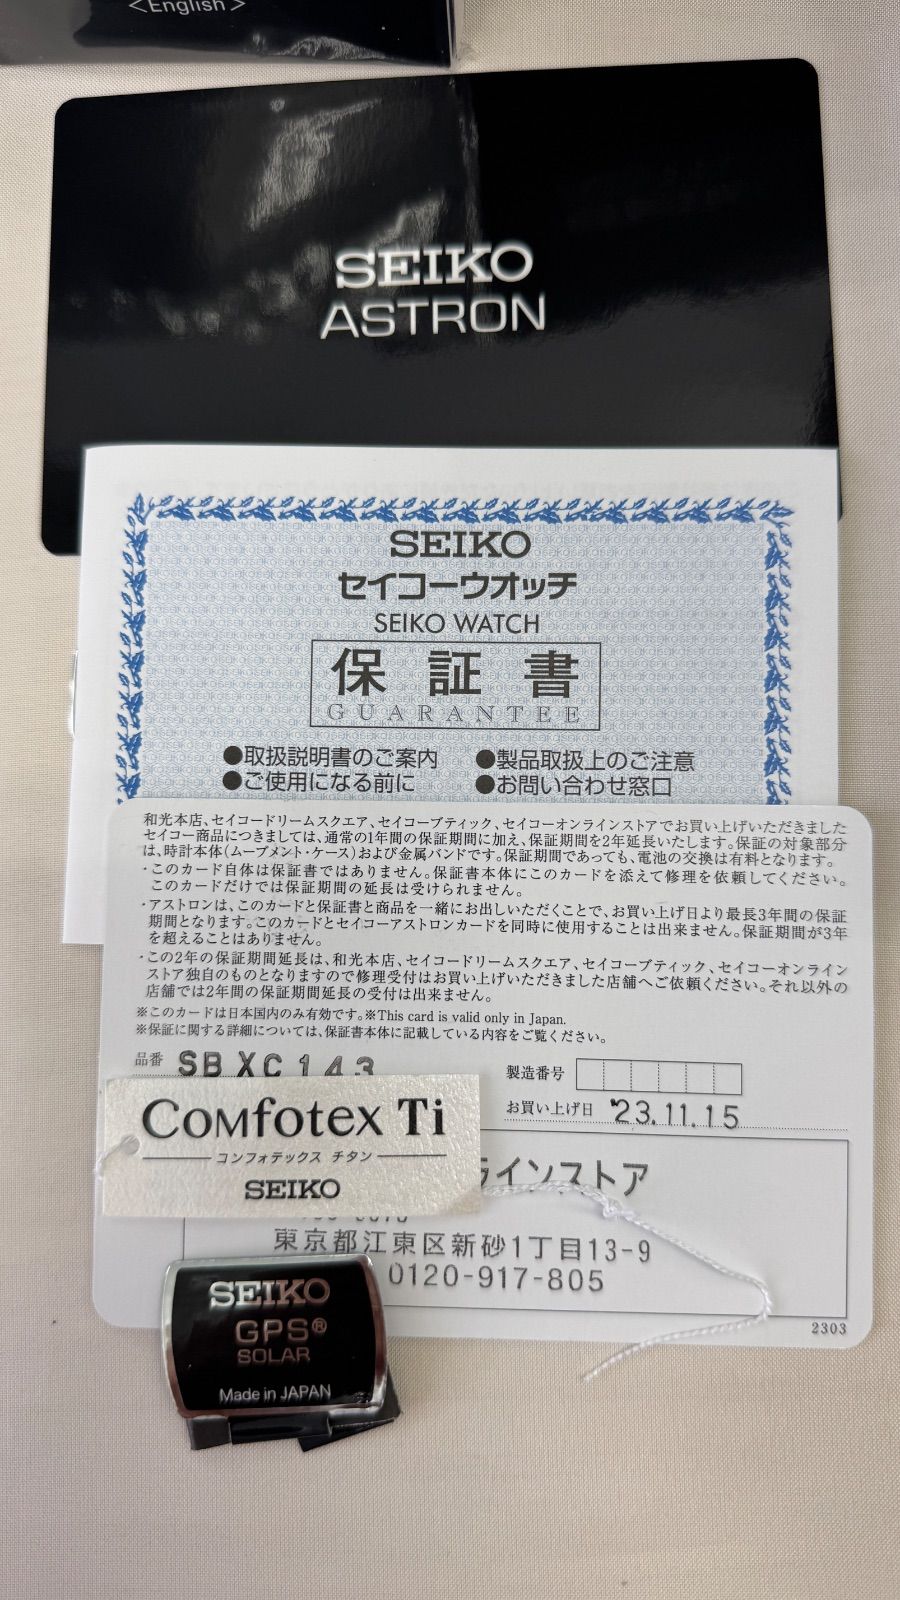 <English>
SEIKO
ASTRON
SEIKO
セイコーウオッチ
SEIKO WATCH
保証書
GUARANTEE
●取扱説明書のご案内 ●製品取扱上のご注意
●ご使用になる前に ●お問い合わせ窓口
和光本店、セイコードリームスクエア、セイコーブティック、セイコーオンラインストアでお買い上げいただきました
セイコー商品につきましては、通常の1年間の保証期間に加え、保証期間を2年延長いたします。保証の対象部分
は、時計本体(ムーブメント・ケース)および金属バンドです。保証期間であっても、電池の交換は有料となります。
・このカード自体は保証書ではありません。保証書本体にこのカードを添えて修理を依頼してください。
このカードだけでは保証期間の延長は受けられません。
・アストロンは、このカードと保証書と商品を一緒にお出しいただくことで、お買い上げ日より最長3年間の保証
期間となります。このカードとセイコーアストロンカードを同時に使用することは出来ません。保証期間が3年
を超えることはありません。
・この2年の保証期間延長は、和光本店、セイコードリームスクエア、セイコーブティック、セイコーオンライン
ストア独自のものとなりますので修理受付はお買い上げいただきました店舗へご依頼ください。それ以外の
店舗では2年間の保証期間延長の受付は出来ません。
※このカードは日本国内のみ有効です。※This card is valid only in Japan.
※保証に関する詳細については、保証書本体に記載している内容をご覧ください。
品番 SBXC143
製造番号
お買い上げ日 '23.11.15
COMFOTEX Ti
コンフォテックス チタン
SEIKO
ラインストア
東京都江東区新砂1丁目13-9
0120-917-805
2303
SEIKO
GPS®
SOLAR
Made in JAPAN